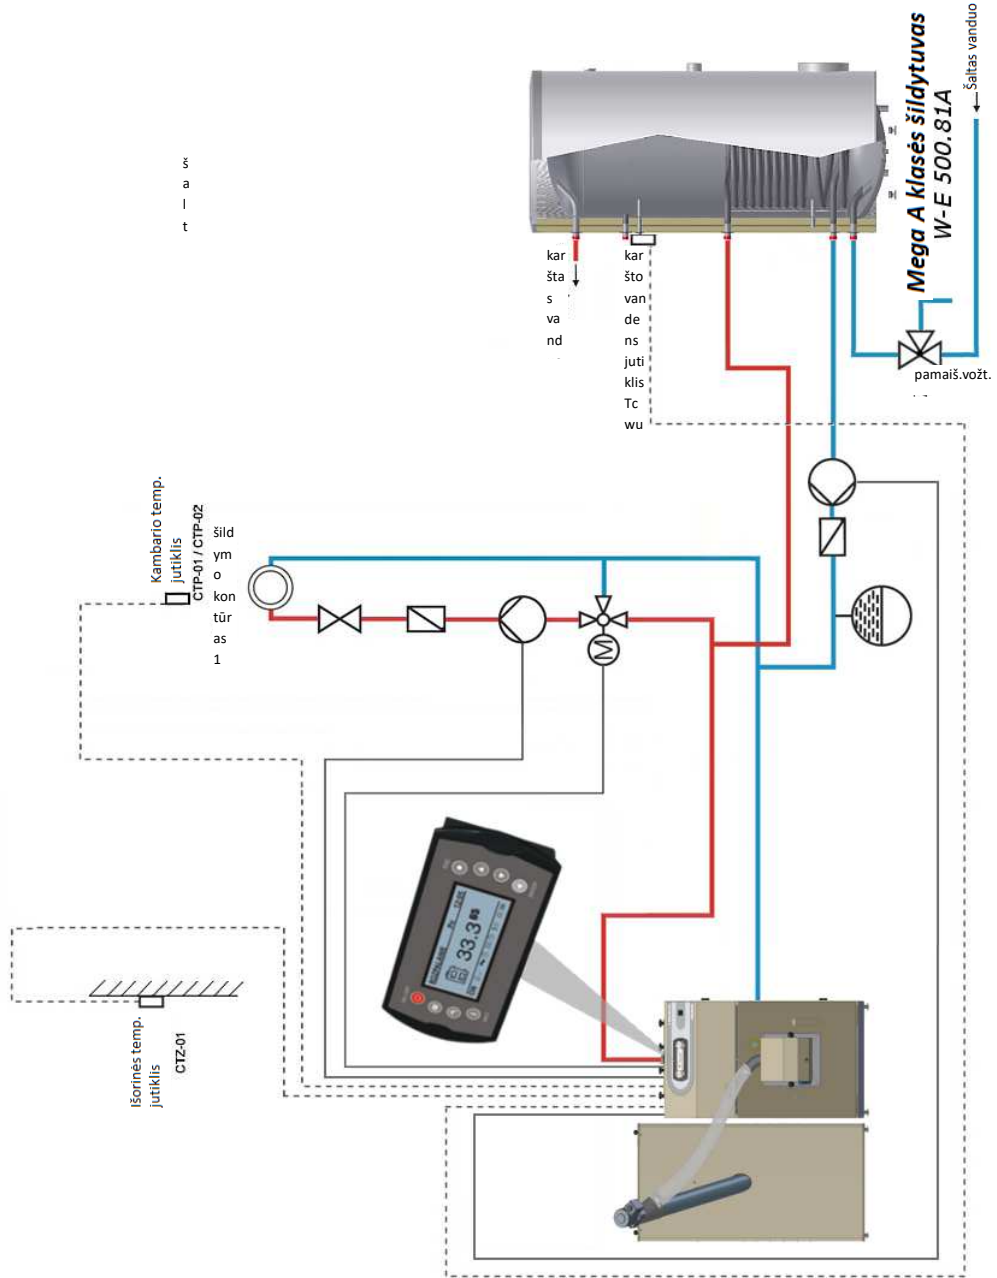 Šaltas vanduo
Mega A klasės šildytuvas
W-E 500.81A
š
a
l
t
kar
šta
s
va
nd
kar
što
van
de
ns
juti
klis
Tc
wu
pamaiš.vožt.
Kambario temp.
jutiklis
CTP-01 / CTP-02
šild
ym
o
kon
tūr
as
1
M
33.3
Išorinės temp.
jutiklis
CTZ-01